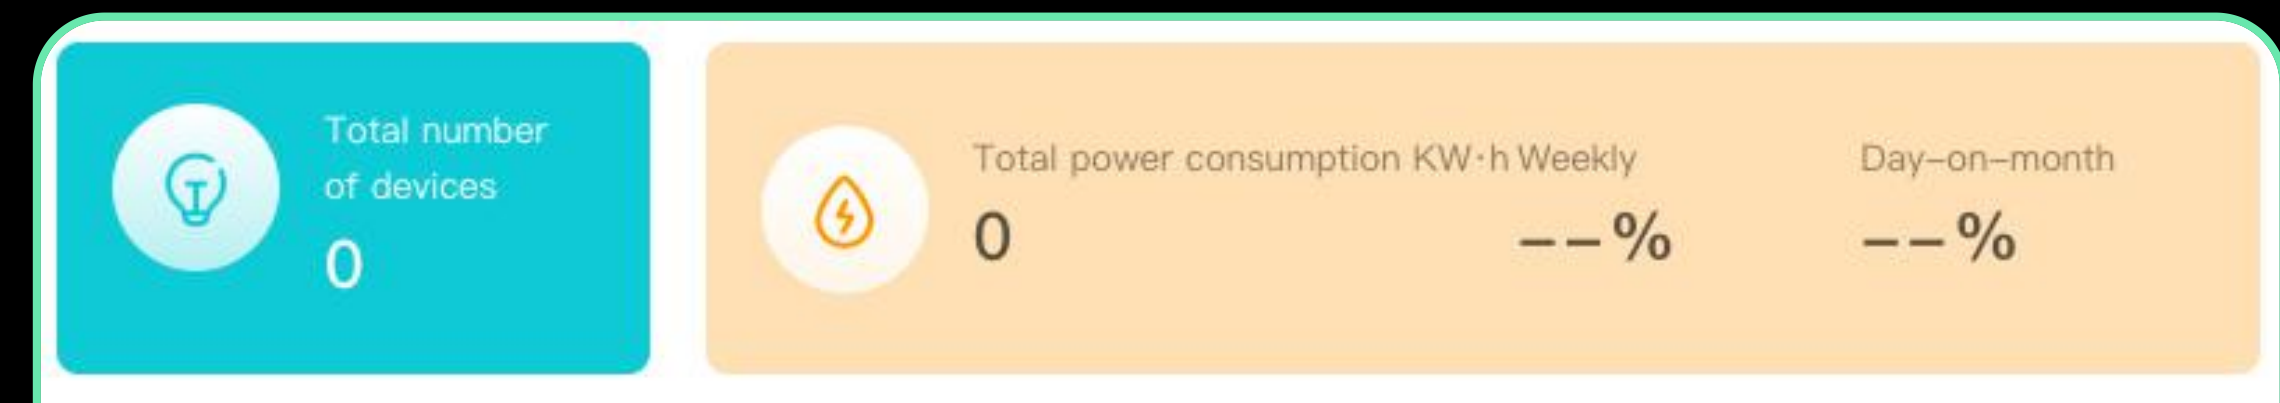 Total number
of devices
0
Total power consumption KW·h Weekly Day-on-month
0 --% --%